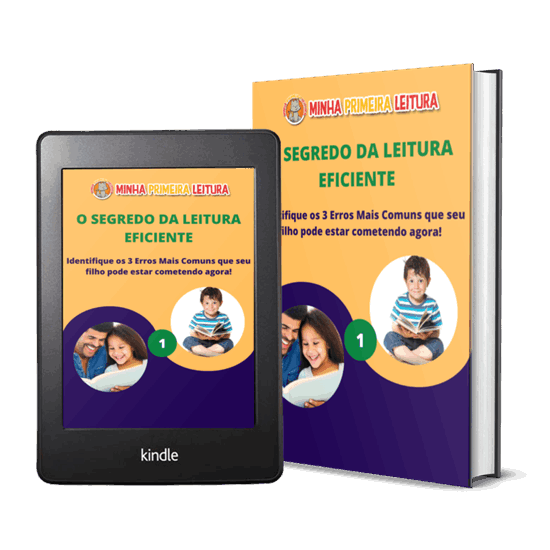 MINHA PRIMEIRA LEITURA
O SEGREDO DA LEITURA
EFICIENTE
Identifique os 3 Erros Mais Comuns que seu
filho pode estar cometendo agora!
1
kindle
MINHA PRIMEIRA LEITURA
SEGREDO DA LEITURA
EFICIENTE
ifique os 3 Erros Mais Comuns que seu
filho pode estar cometendo agora!
1